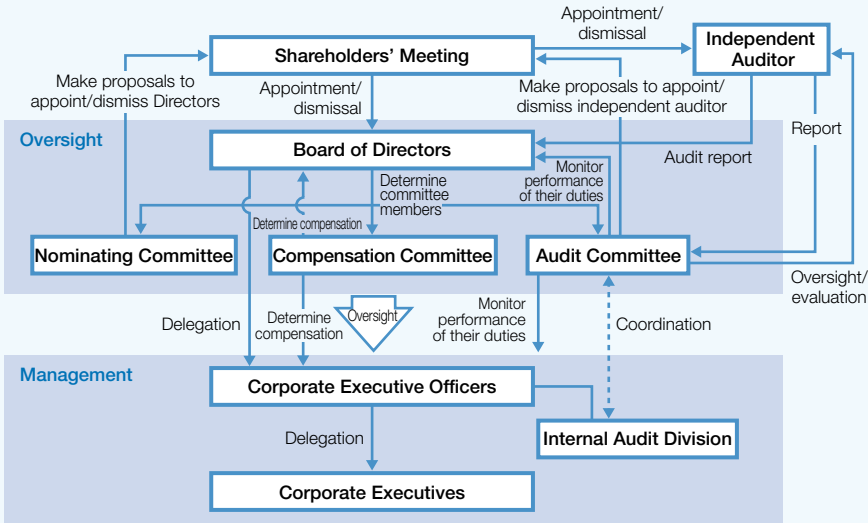 Appointment/
dismissal
Shareholders' Meeting
Independent
Auditor
Make proposals to
appoint/dismiss Directors
Appointment/
dismissal
Make proposals to appoint/
dismiss independent auditor
Report
Oversight
Board of Directors
Audit report
Determine
committee
members
Monitor
performance
of their duties
Determine compensation
Nominating Committee
Compensation Committee
Audit Committee
Oversight/
evaluation
Delegation
Determine
compensation
Oversight
Monitor
performance
of their duties
Coordination
Management
Corporate Executive Officers
Delegation
Internal Audit Division
Corporate Executives